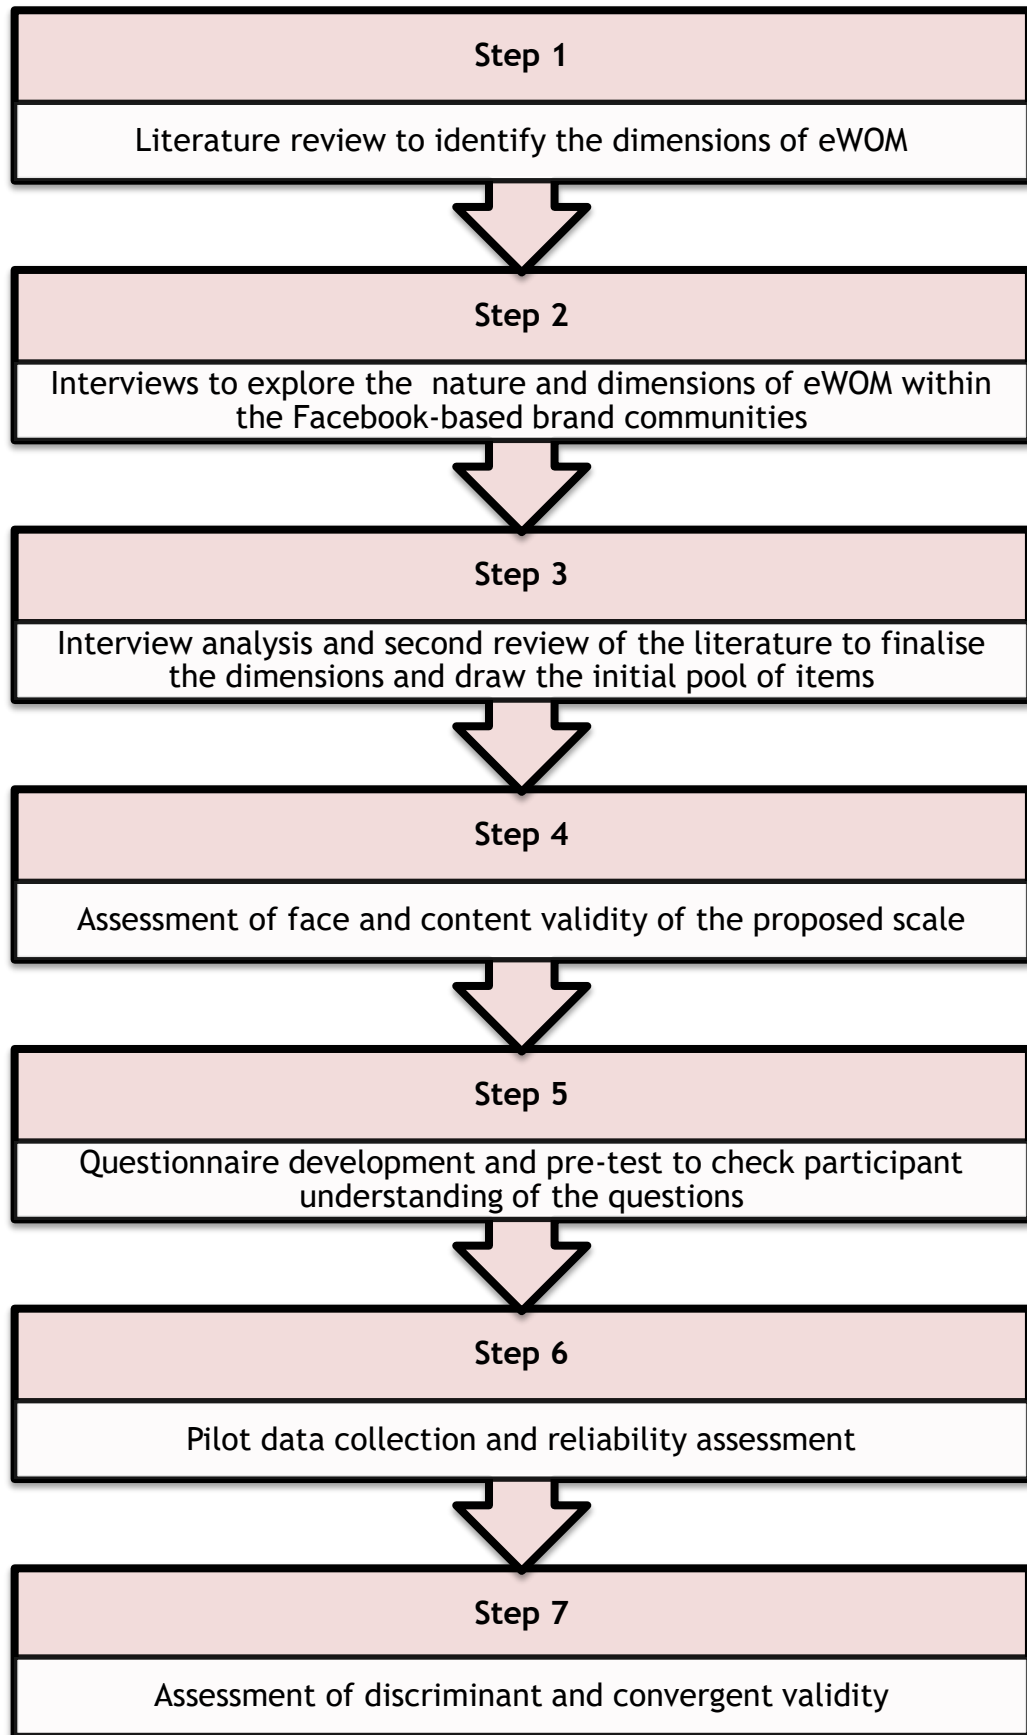 Step 1
Literature review to identify the dimensions of eWOM
Step 2
Interviews to explore the  nature and dimensions of eWOM within
the Facebook-based brand communities
Step 3
Interview analysis and second review of the literature to finalise
the dimensions and draw the initial pool of items
Step 4
Assessment of face and content validity of the proposed scale
Step 5
Questionnaire development and pre-test to check participant
understanding of the questions
Step 6
Pilot data collection and reliability assessment
Step 7
Assessment of discriminant and convergent validity